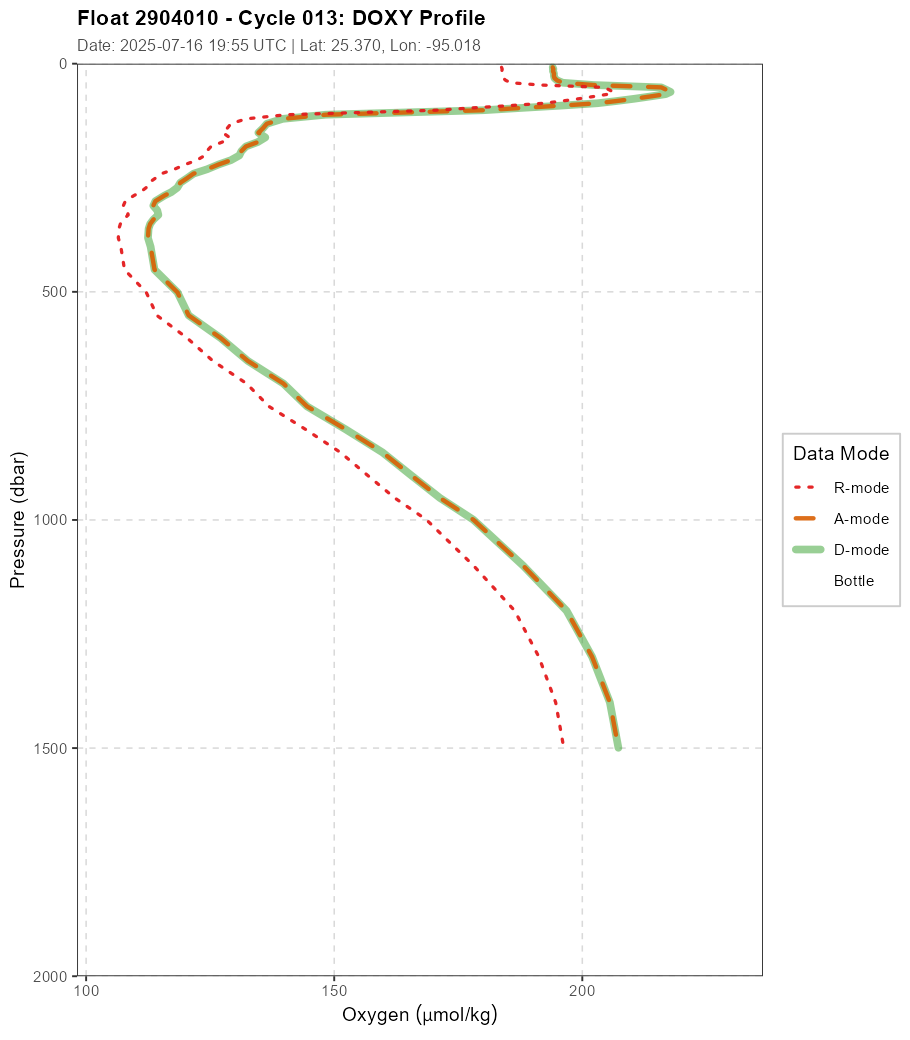 Float 2904010 - Cycle 013: DOXY Profile
Date: 2025-07-16 19:55 UTC | Lat: 25.370, Lon: -95.018
0
500
1000
1500
2000
Pressure (dbar)
100
150
200
Oxygen (µmol/kg)
Data Mode
R-mode
A-mode
D-mode
Bottle